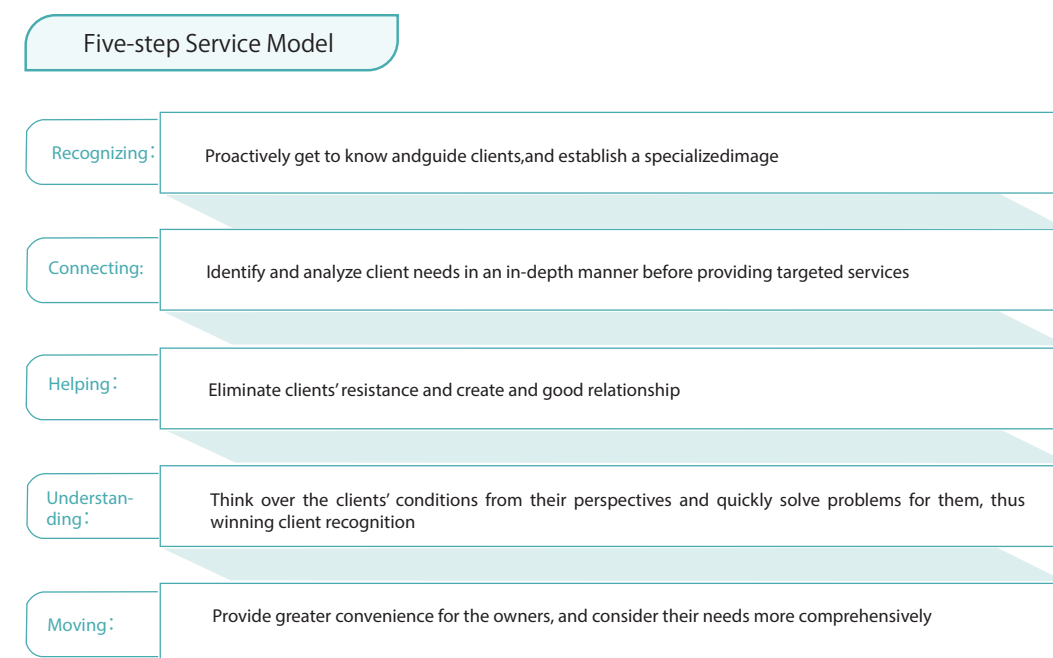 Five-step Service Model
Recognizing：
Proactively get to know andguide clients,and establish a specializedimage
Connecting:
Identify and analyze client needs in an in-depth manner before providing targeted services
Helping：
Eliminate clients’ resistance and create and good relationship
Understan-
ding：
Think over the clients’ conditions from their perspectives and quickly solve problems for them, thus
winning client recognition
Moving：
Provide greater convenience for the owners, and consider their needs more comprehensively